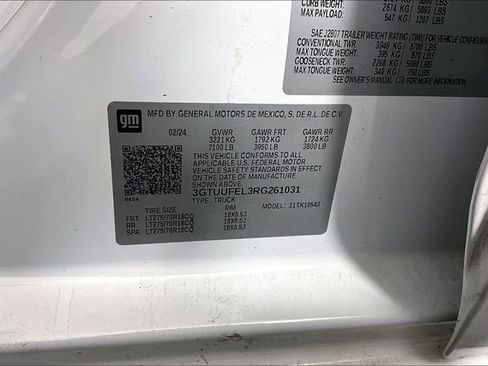 CURB WEIGHT: 2674 KG / 5893 LBS
MAX PAYLOAD: 547 KG / 1207 LBS
SAE J2807 TRAILER WEIGHT RATING (TWR) FOR VEHICLE CONFIGURA
CONVENTIONAL TWR: 3946 KG / 8700 LBS
MAX TONGUE WEIGHT: 395 KG / 870 LBS
GOOSENECK TWR: 2268 KG / 5000 LBS
MAX TONGUE WEIGHT: 340 KG / 750 LBS
SEE OWNER'S MANUAL FOR MORE INFORMATION
gm
MFD BY GENERAL MOTORS DE MEXICO, S. DE R.L. DE C.V.
02/24 GVWR GAWR FRT GAWR RR
3221 KG 1792 KG 1724 KG
7100 LB 3950 LB 3800 LB
THIS VEHICLE CONFORMS TO ALL
APPLICABLE U.S. FEDERAL MOTOR
VEHICLE SAFETY STANDARDS IN EFFECT
ON THE DATE OF MANUFACTURE
SHOWN ABOVE.
3GTUUFEL3RG261031
TYPE: TRUCK MODEL: 31TK10543
TIRE SIZE RIM
FRT LT275/70R18CQ 18X8.5J
RR LT275/70R18CQ 18X8.5J
SPA LT275/70R18CQ 18X8.5J